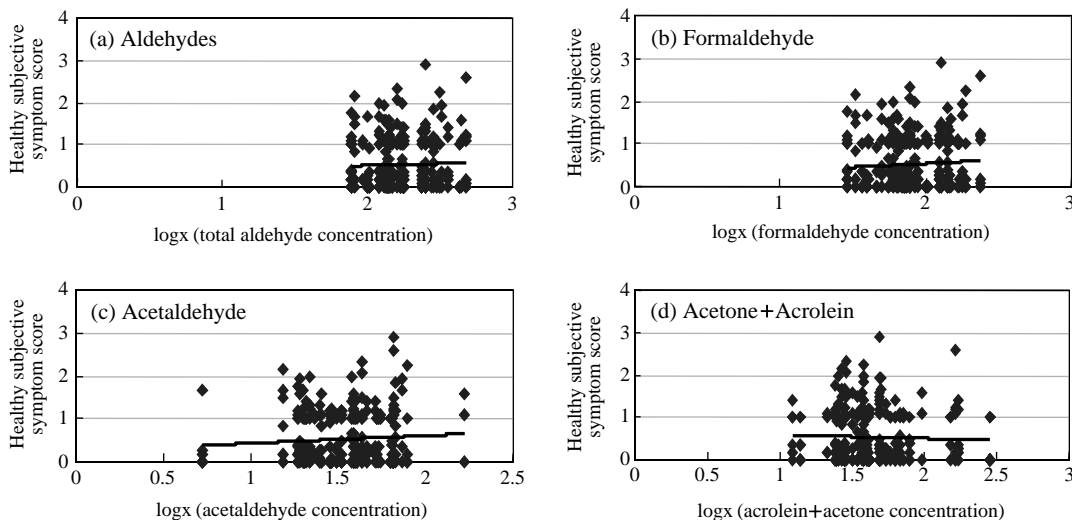 (a) Aldehydes
Healthy subjective
symptom score
4
3
2
1
0
0
1
2
3
logx (total aldehyde concentration)
(b) Formaldehyde
Healthy subjective
symptom score
4
3
2
1
0
0
1
2
3
logx (formaldehyde concentration)
(c) Acetaldehyde
Healthy subjective
symptom score
4
3
2
1
0
0
0.5
1
1.5
2
2.5
logx (acetaldehyde concentration)
(d) Acetone+Acrolein
Healthy subjective
symptom score
4
3
2
1
0
0
0.5
1
1.5
2
2.5
3
logx (acrolein+acetone concentration)